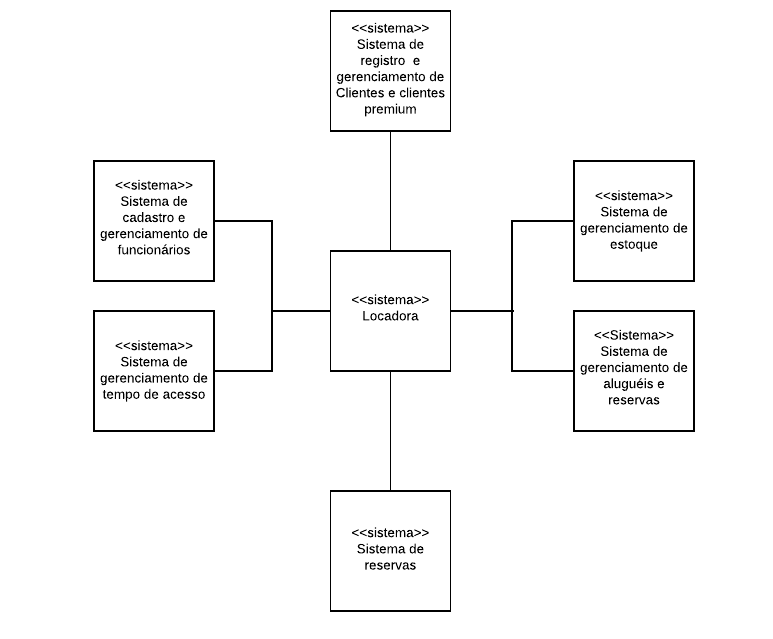 <<sistema>>
Sistema de
registro e
gerenciamento de
Clientes e clientes
premium
<<sistema>>
Sistema de
cadastro e
gerenciamento de
funcionários
<<sistema>>
Sistema de
gerenciamento de
estoque
<<sistema>>
Locadora
<<sistema>>
Sistema de
gerenciamento de
tempo de acesso
<<Sistema>>
Sistema de
gerenciamento de
aluguéis e
reservas
<<sistema>>
Sistema de
reservas